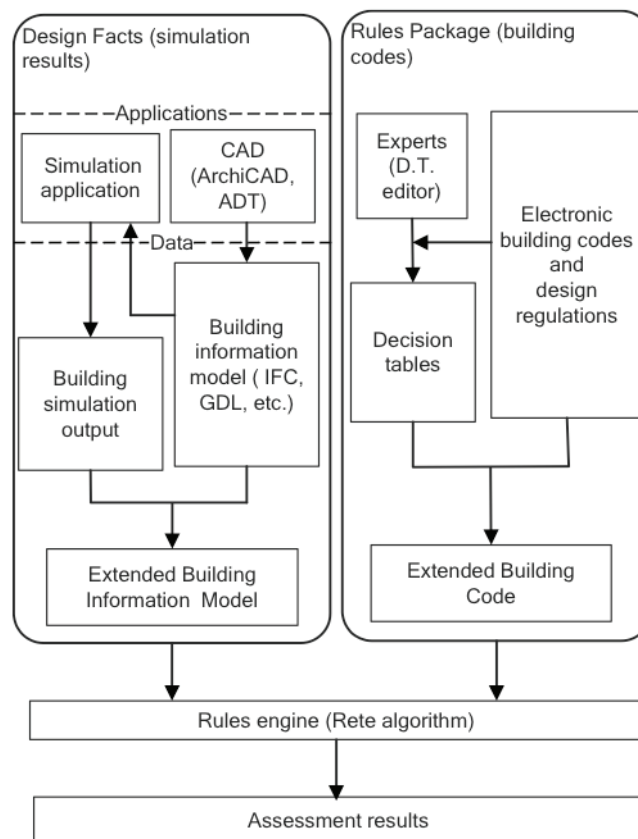 Design Facts (simulation
results)
Applications
Simulation
application
CAD
(ArchiCAD,
ADT)
Data
Building
simulation
output
Building
information
model ( IFC,
GDL, etc.)
Extended Building
Information Model
Rules Package (building
codes)
Experts
(D.T.
editor)
Electronic
building codes
and
design
regulations
Decision
tables
Extended Building
Code
Rules engine (Rete algorithm)
Assessment results